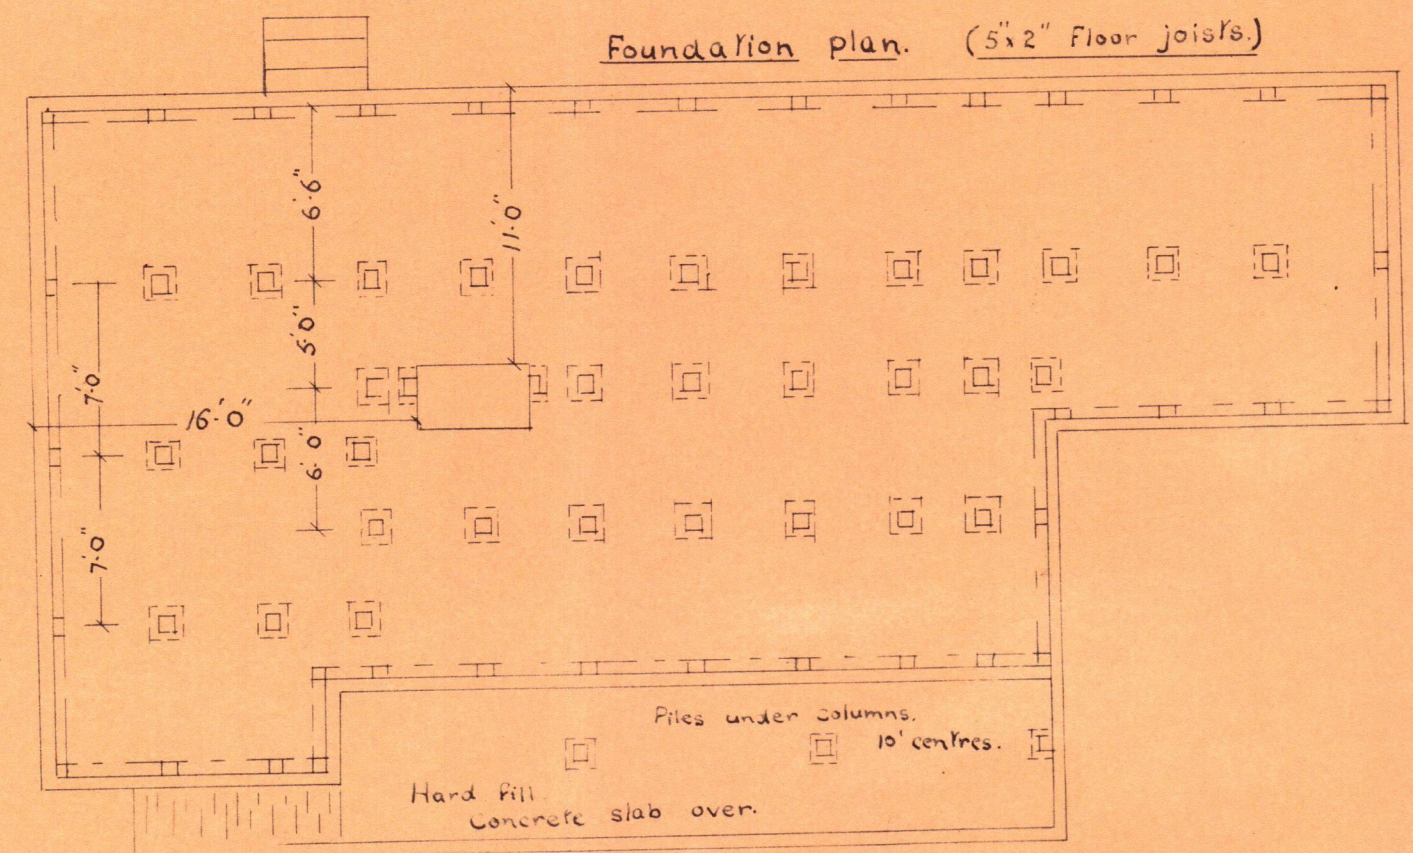 Foundation plan. (5"x 2" Floor joists.)
6'6"
11'.0"
5'0"
7'.0"
16'.0"
6'.0"
7'.0"
Piles under columns.
10' centres.
Hard fill.
Concrete slab over.